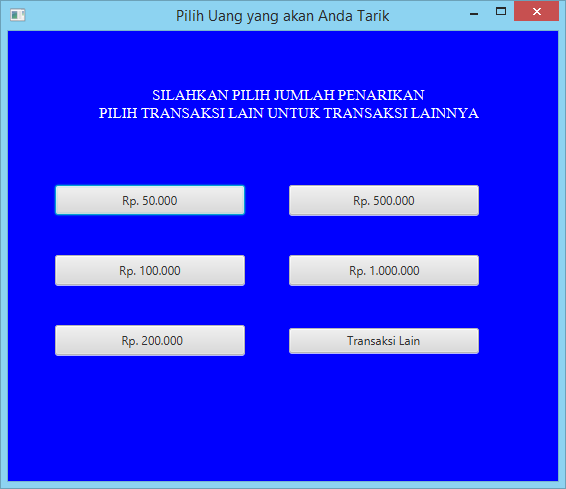 Pilih Uang yang akan Anda Tarik
SILAHKAN PILIH JUMLAH PENARIKAN
PILIH TRANSAKSI LAIN UNTUK TRANSAKSI LAINNYA
Rp. 50.000
Rp. 500.000
Rp. 100.000
Rp. 1.000.000
Rp. 200.000
Transaksi Lain